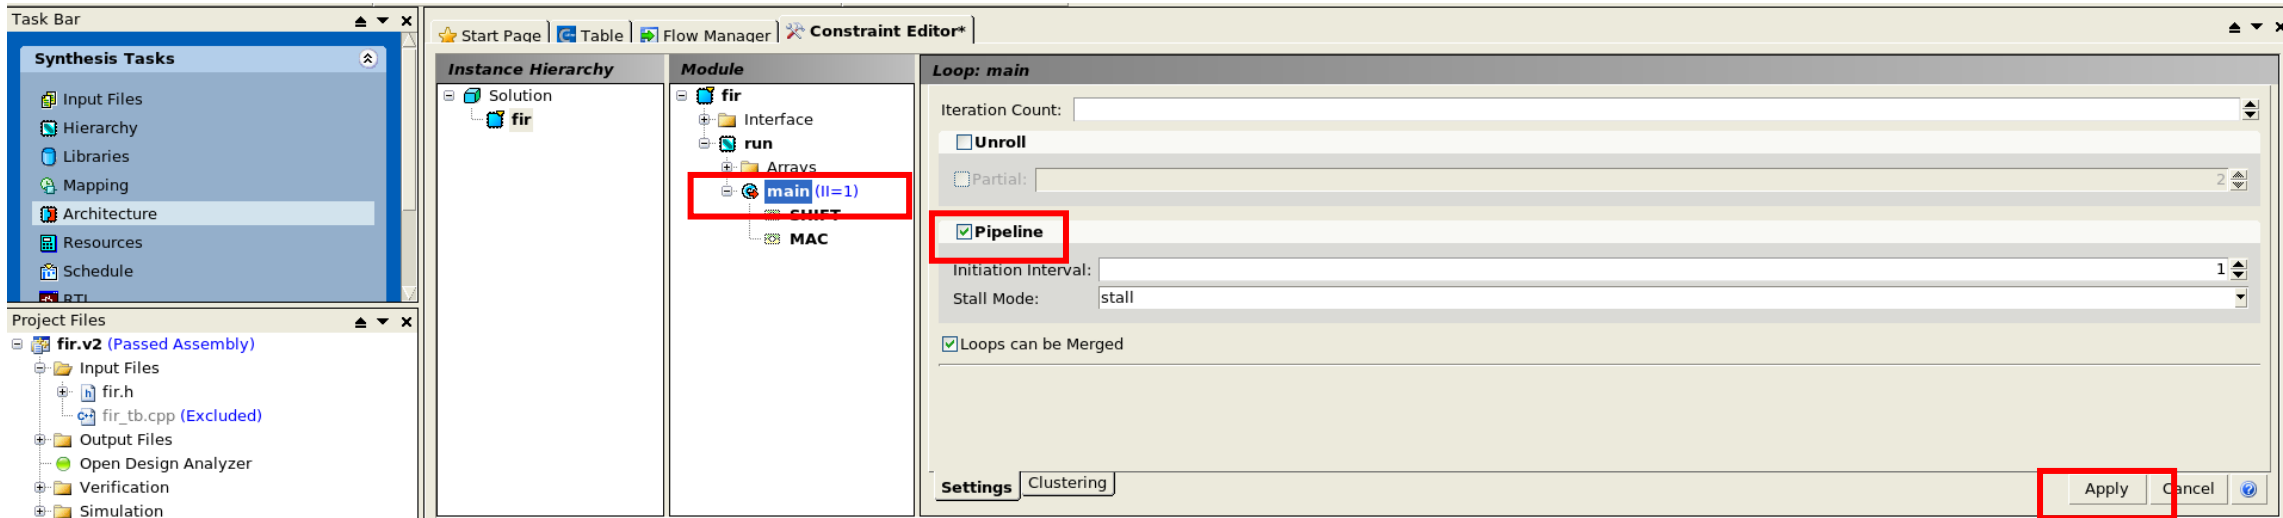 Task Bar
Synthesis Tasks
Input Files
Hierarchy
Libraries
Mapping
Architecture
Resources
Schedule
RTL
Project Files
fir.v2 (Passed Assembly)
Input Files
fir.h
fir_tb.cpp (Excluded)
Output Files
Open Design Analyzer
Verification
Simulation
Start Page
Table
Flow Manager
Constraint Editor*
Instance Hierarchy
Solution
fir
Module
fir
Interface
run
Arrays
main (II=1)
SHIFT
MAC
Loop: main
Iteration Count:
Unroll
Partial: 2
Pipeline
Initiation Interval: 1
Stall Mode: stall
Loops can be Merged
Settings
Clustering
Apply
Cancel